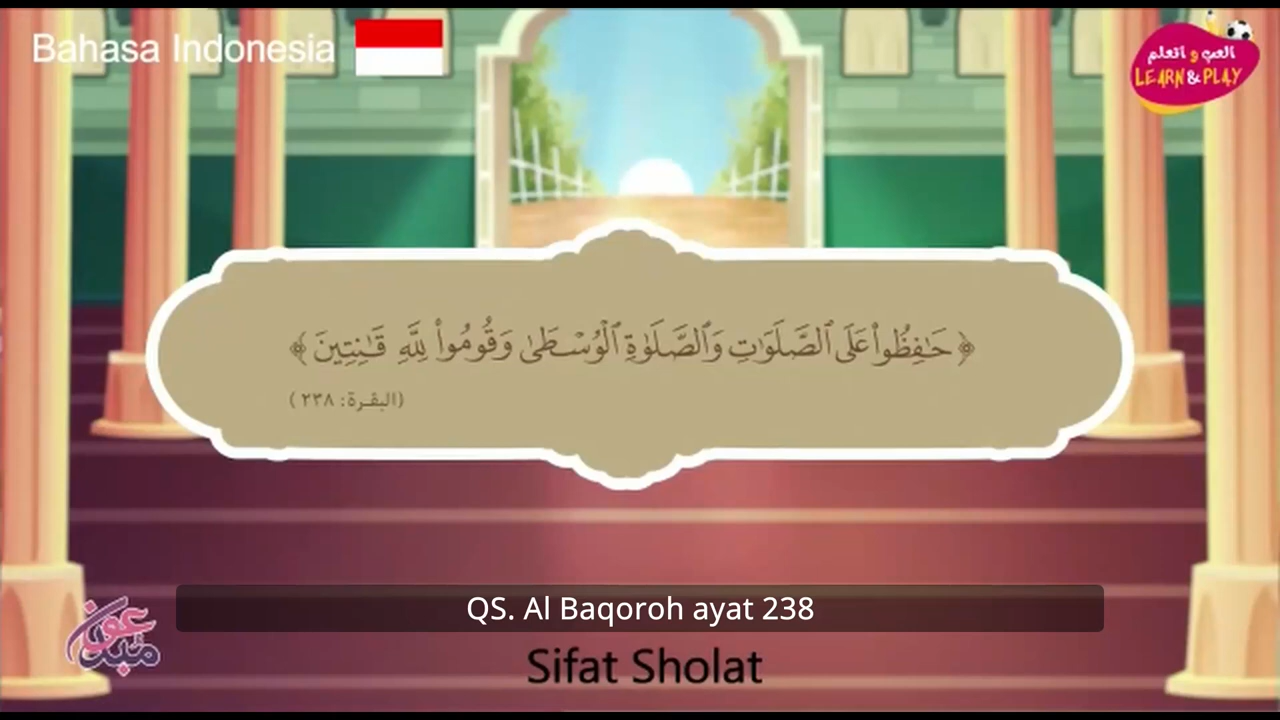 Bahasa Indonesia
العب و اتعلم
LEARN & PLAY
﴿حَـٰفِظُوا۟ عَلَى ٱلصَّلَوَٰتِ وَٱلصَّلَوٰةِ ٱلْوُسْطَىٰ وَقُومُوا۟ لِلَّهِ قَـٰنِتِينَ﴾
(البقرة: ٢٣٨)
QS. Al Baqoroh ayat 238
مبدعون
Sifat Sholat